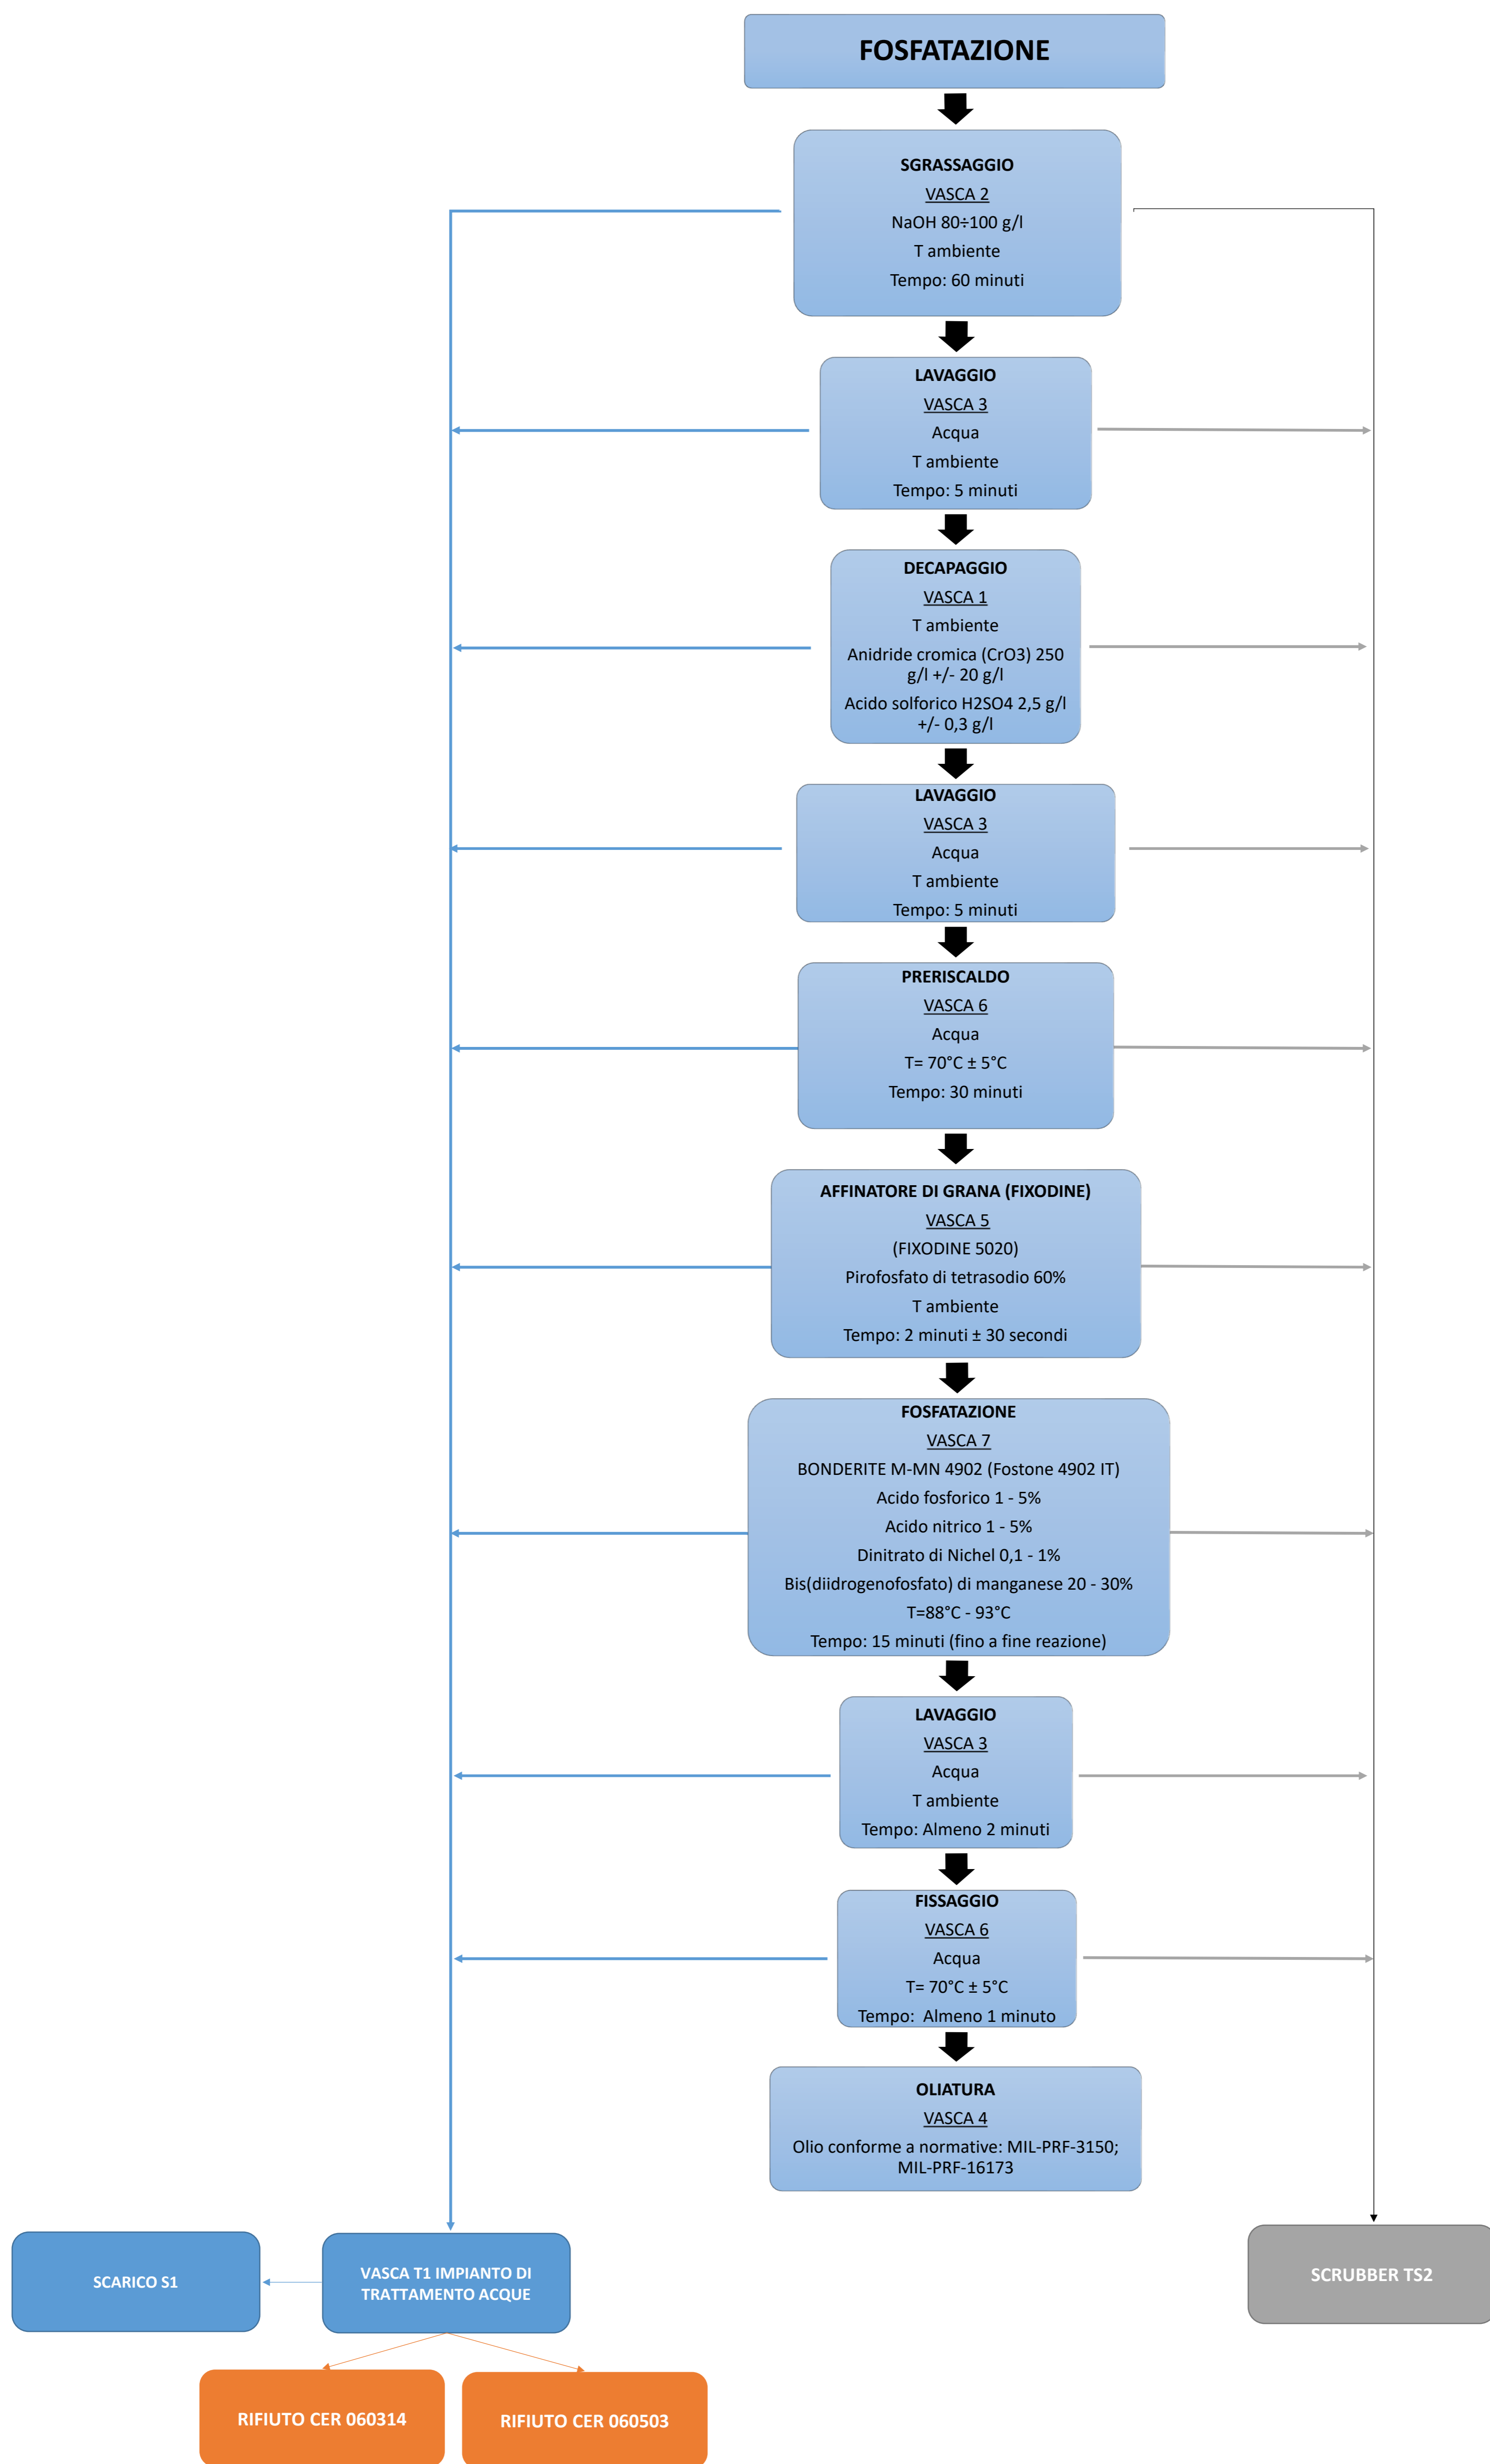 FOSFATAZIONE
SGRASSAGGIO
VASCA 2
NaOH 80÷100 g/l
T ambiente
Tempo: 60 minuti
LAVAGGIO
VASCA 3
Acqua
T ambiente
Tempo: 5 minuti
DECAPAGGIO
VASCA 1
T ambiente
Anidride cromica (CrO3) 250
g/l +/- 20 g/l
Acido solforico H2SO4 2,5 g/l
+/- 0,3 g/l
LAVAGGIO
VASCA 3
Acqua
T ambiente
Tempo: 5 minuti
PRERISCALDO
VASCA 6
Acqua
T= 70°C ± 5°C
Tempo: 30 minuti
AFFINATORE DI GRANA (FIXODINE)
VASCA 5
(FIXODINE 5020)
Pirofosfato di tetrasodio 60%
T ambiente
Tempo: 2 minuti ± 30 secondi
FOSFATAZIONE
VASCA 7
BONDERITE M-MN 4902 (Fostone 4902 IT)
Acido fosforico 1 - 5%
Acido nitrico 1 - 5%
Dinitrato di Nichel 0,1 - 1%
Bis(diidrogenofosfato) di manganese 20 - 30%
T=88°C - 93°C
Tempo: 15 minuti (fino a fine reazione)
LAVAGGIO
VASCA 3
Acqua
T ambiente
Tempo: Almeno 2 minuti
FISSAGGIO
VASCA 6
Acqua
T= 70°C ± 5°C
Tempo:  Almeno 1 minuto
OLIATURA
VASCA 4
Olio conforme a normative: MIL-PRF-3150;
MIL-PRF-16173
SCARICO S1
VASCA T1 IMPIANTO DI
TRATTAMENTO ACQUE
SCRUBBER TS2
RIFIUTO CER 060314
RIFIUTO CER 060503